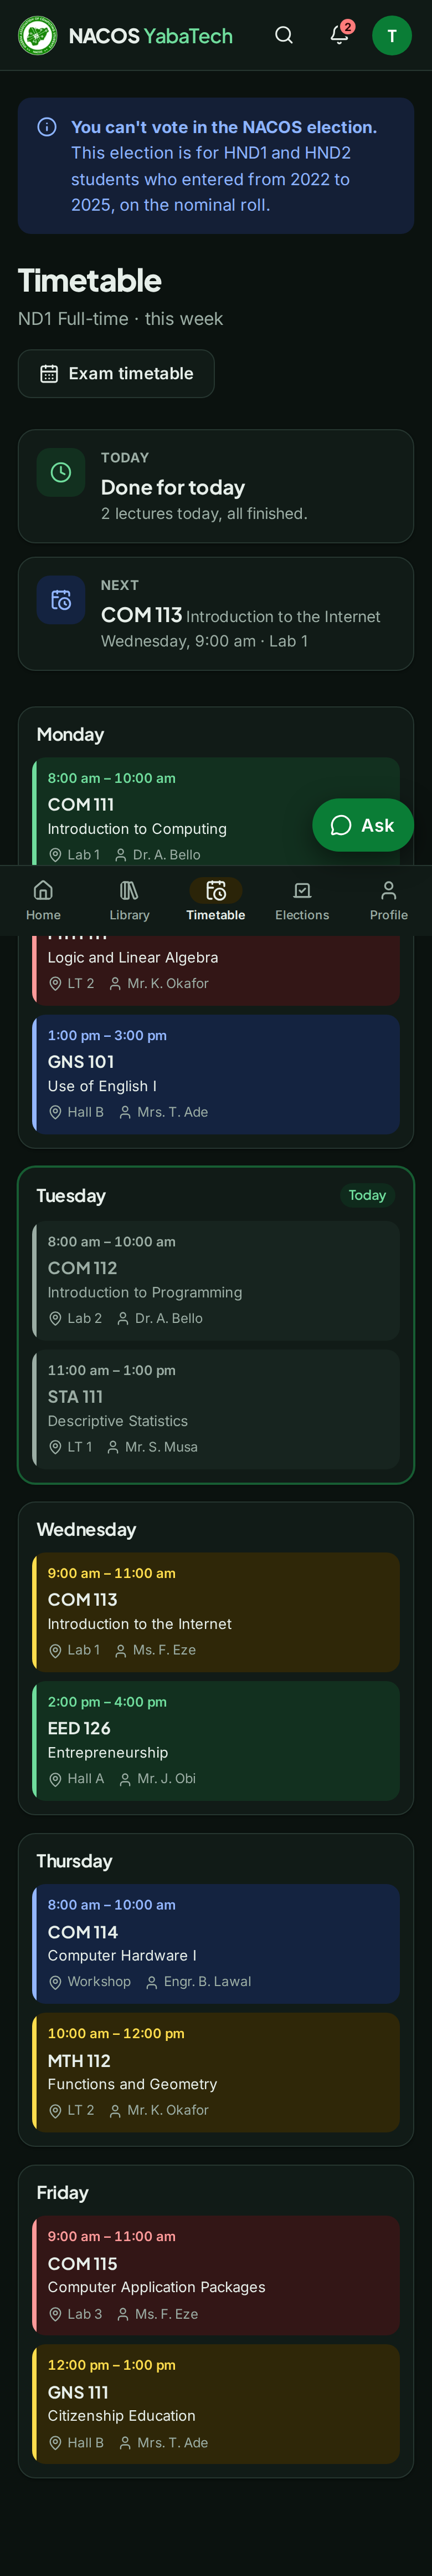 NACOS YabaTech
2
T
You can't vote in the NACOS election.
This election is for HND1 and HND2
students who entered from 2022 to
2025, on the nominal roll.
Timetable
ND1 Full-time · this week
Exam timetable
TODAY
Done for today
2 lectures today, all finished.
NEXT
COM 113 Introduction to the Internet
Wednesday, 9:00 am · Lab 1
Monday
8:00 am – 10:00 am
COM 111
Introduction to Computing
Lab 1 Dr. A. Bello
Ask
Home
Library
Timetable
Elections
Profile
Logic and Linear Algebra
LT 2 Mr. K. Okafor
1:00 pm – 3:00 pm
GNS 101
Use of English I
Hall B Mrs. T. Ade
Tuesday
Today
8:00 am – 10:00 am
COM 112
Introduction to Programming
Lab 2 Dr. A. Bello
11:00 am – 1:00 pm
STA 111
Descriptive Statistics
LT 1 Mr. S. Musa
Wednesday
9:00 am – 11:00 am
COM 113
Introduction to the Internet
Lab 1 Ms. F. Eze
2:00 pm – 4:00 pm
EED 126
Entrepreneurship
Hall A Mr. J. Obi
Thursday
8:00 am – 10:00 am
COM 114
Computer Hardware I
Workshop Engr. B. Lawal
10:00 am – 12:00 pm
MTH 112
Functions and Geometry
LT 2 Mr. K. Okafor
Friday
9:00 am – 11:00 am
COM 115
Computer Application Packages
Lab 3 Ms. F. Eze
12:00 pm – 1:00 pm
GNS 111
Citizenship Education
Hall B Mrs. T. Ade